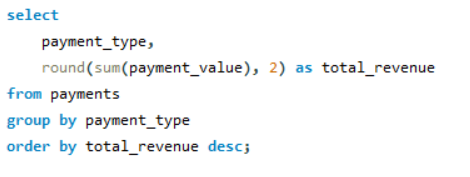 select
    payment_type,
    round(sum(payment_value), 2) as total_revenue
from payments
group by payment_type
order by total_revenue desc;